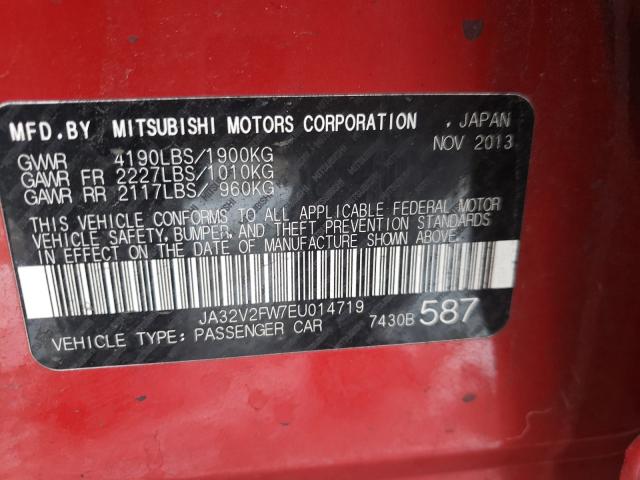 MFD.BY MITSUBISHI MOTORS CORPORATION . JAPAN
NOV 2013
GVWR 4190LBS/1900KG
GAWR FR 2227LBS/1010KG
GAWR RR 2117LBS/ 960KG
THIS VEHICLE CONFORMS TO ALL APPLICABLE FEDERAL MOTOR
VEHICLE SAFETY, BUMPER, AND THEFT PREVENTION STANDARDS
IN EFFECT ON THE DATE OF MANUFACTURE SHOWN ABOVE.
JA32V2FW7EU014719
VEHICLE TYPE: PASSENGER CAR 7430B 587